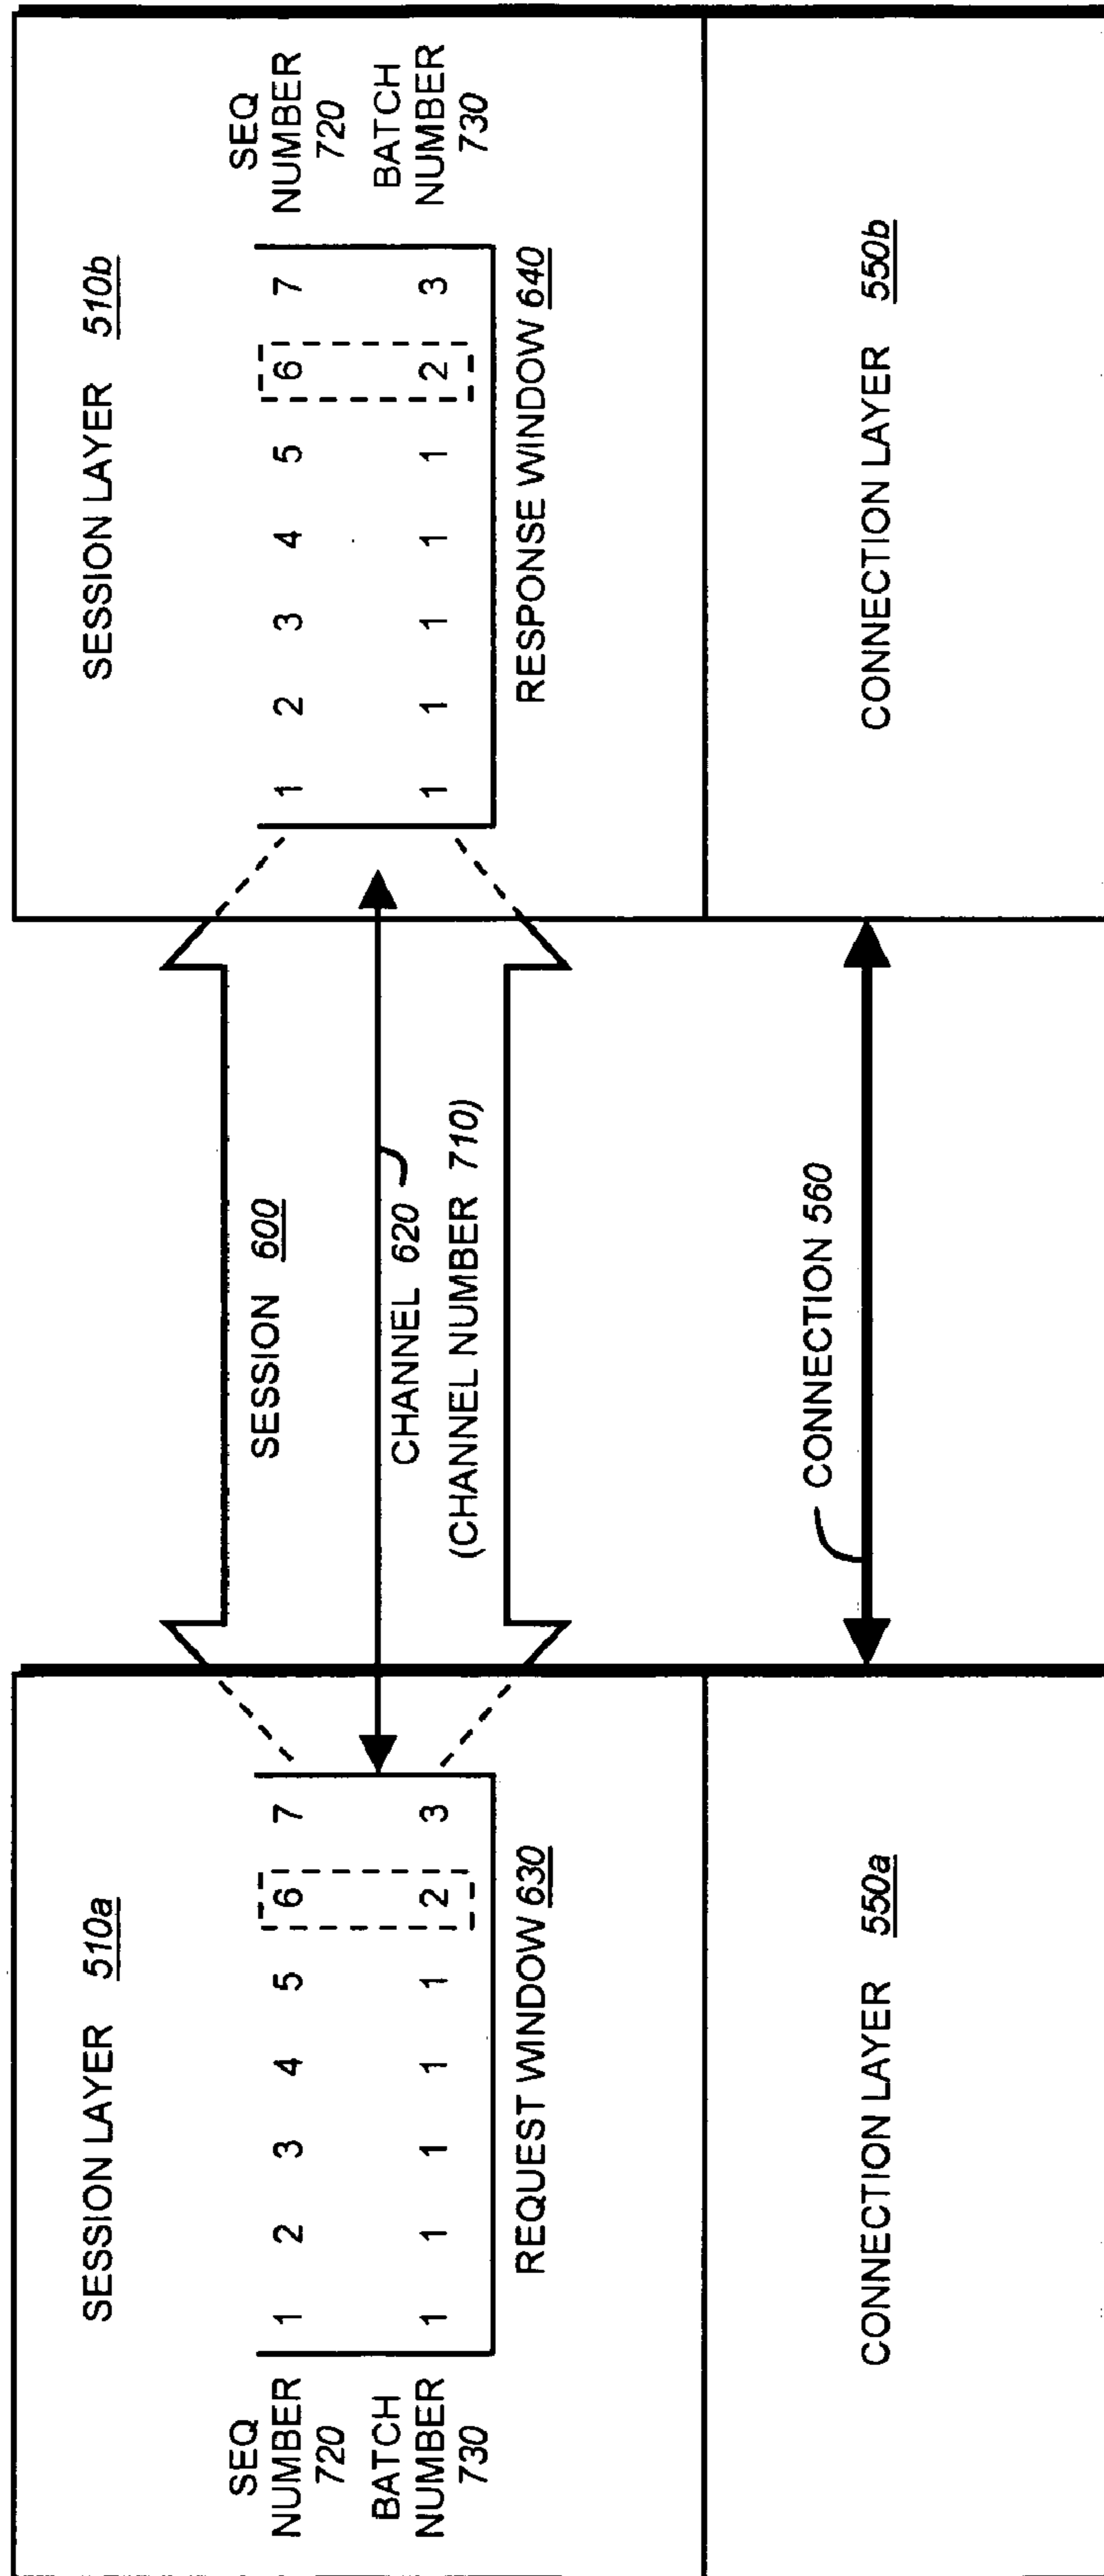 SESSION LAYER 510a
SEQ
NUMBER
720
1 2 3 4 5 6 7
BATCH
NUMBER
730
1 1 1 1 1 2 3
REQUEST WINDOW 630
CONNECTION LAYER 550a
SESSION 600
CHANNEL 620
(CHANNEL NUMBER 710)
CONNECTION 560
SESSION LAYER 510b
1 2 3 4 5 6 7
SEQ
NUMBER
720
1 1 1 1 1 2 3
BATCH
NUMBER
730
RESPONSE WINDOW 640
CONNECTION LAYER 550b